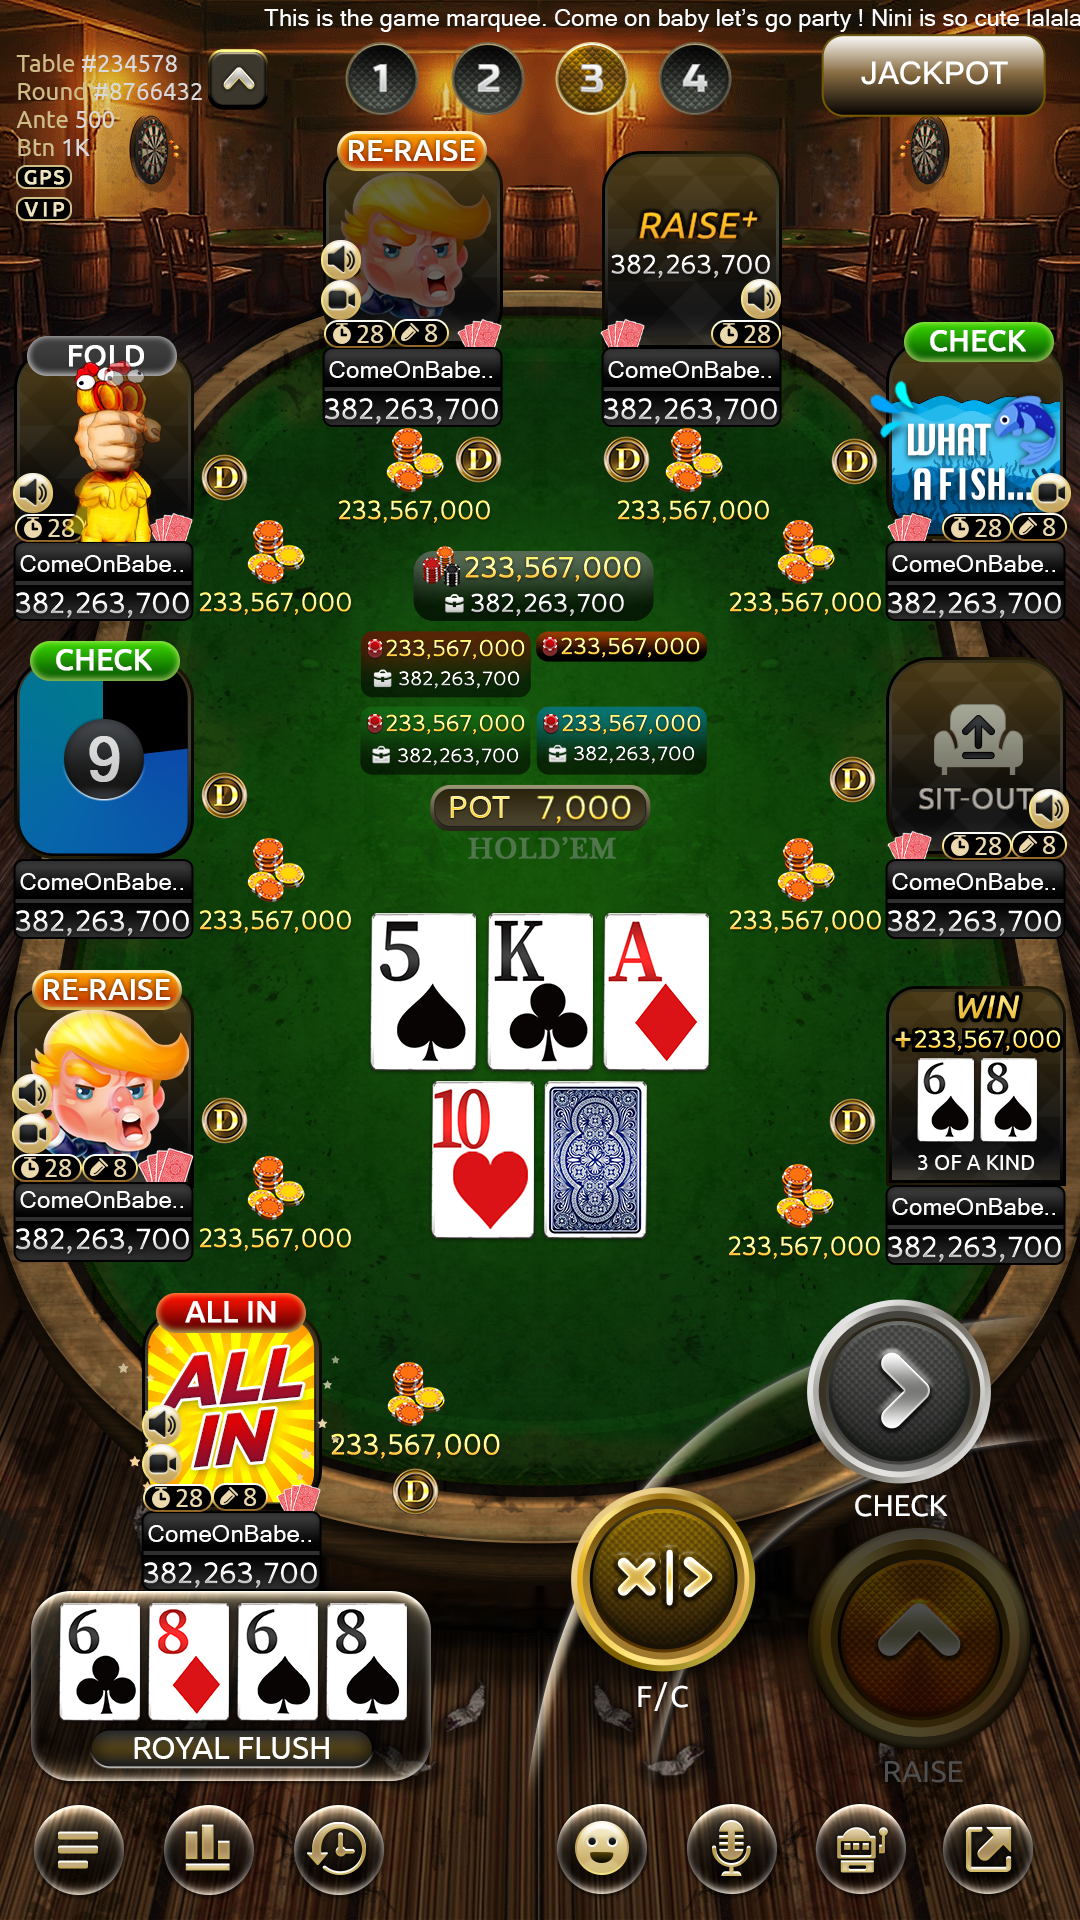 This is the game marquee. Come on baby let's go party ! Nini is so cute lalala
Table #234578
Round #8766432
Ante 500
Btn 1K
GPS
VIP
1
2
3
4
JACKPOT
RE-RAISE
28
8
ComeOnBabe..
382,263,700
D
233,567,000
RAISE+
382,263,700
28
ComeOnBabe..
382,263,700
D
233,567,000
FOLD
28
ComeOnBabe..
382,263,700
D
233,567,000
CHECK
WHAT
A FISH...
28
8
ComeOnBabe..
382,263,700
D
233,567,000
233,567,000
382,263,700
233,567,000
382,263,700
233,567,000
233,567,000
382,263,700
233,567,000
382,263,700
POT 7,000
HOLD'EM
CHECK
9
ComeOnBabe..
382,263,700
D
233,567,000
SIT-OUT
28
8
ComeOnBabe..
382,263,700
D
233,567,000
5
K
A
10
RE-RAISE
28
8
ComeOnBabe..
382,263,700
D
233,567,000
WIN
+233,567,000
6
8
3 OF A KIND
ComeOnBabe..
382,263,700
D
233,567,000
ALL IN
ALL
IN
28
8
ComeOnBabe..
382,263,700
233,567,000
D
CHECK
F/C
RAISE
6
8
6
8
ROYAL FLUSH